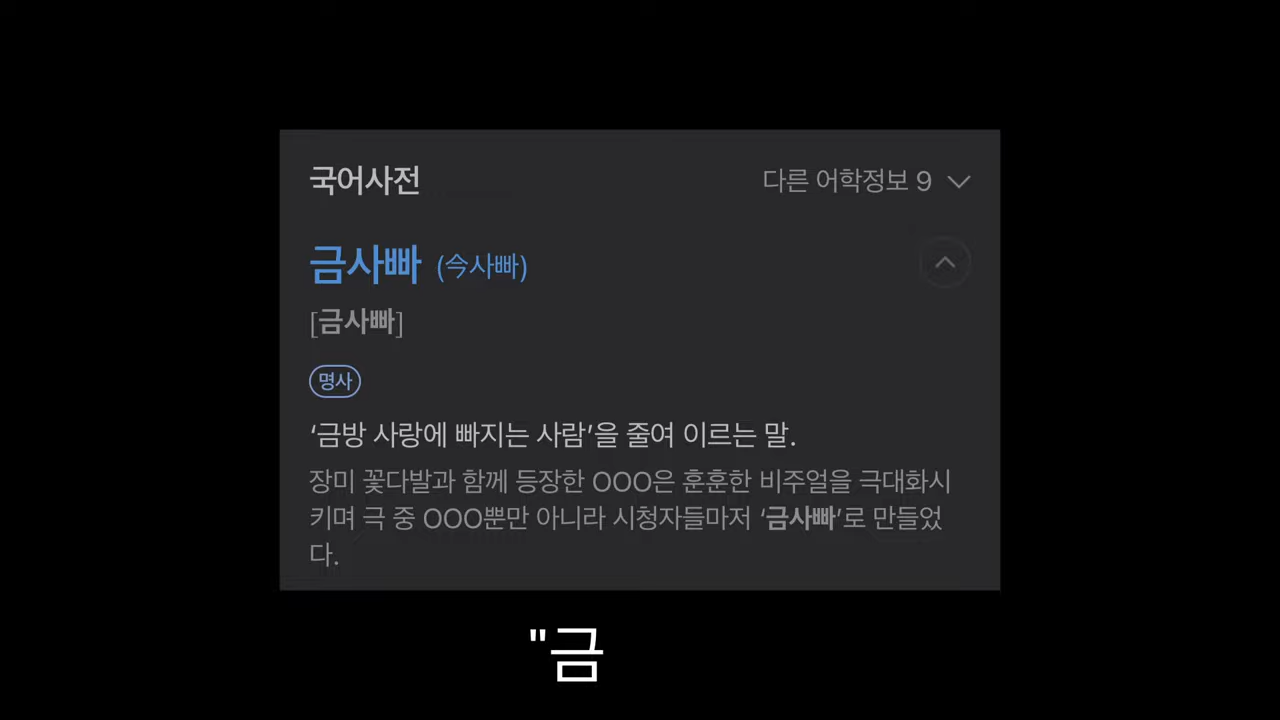 국어사전
다른 어학정보 9
금사빠 (今사빠)
[금사빠]
명사
‘금방 사랑에 빠지는 사람’을 줄여 이르는 말.
장미 꽃다발과 함께 등장한 OOO은 훈훈한 비주얼을 극대화시
키며 극 중 OOO뿐만 아니라 시청자들마저 ‘금사빠’로 만들었
다.
"금